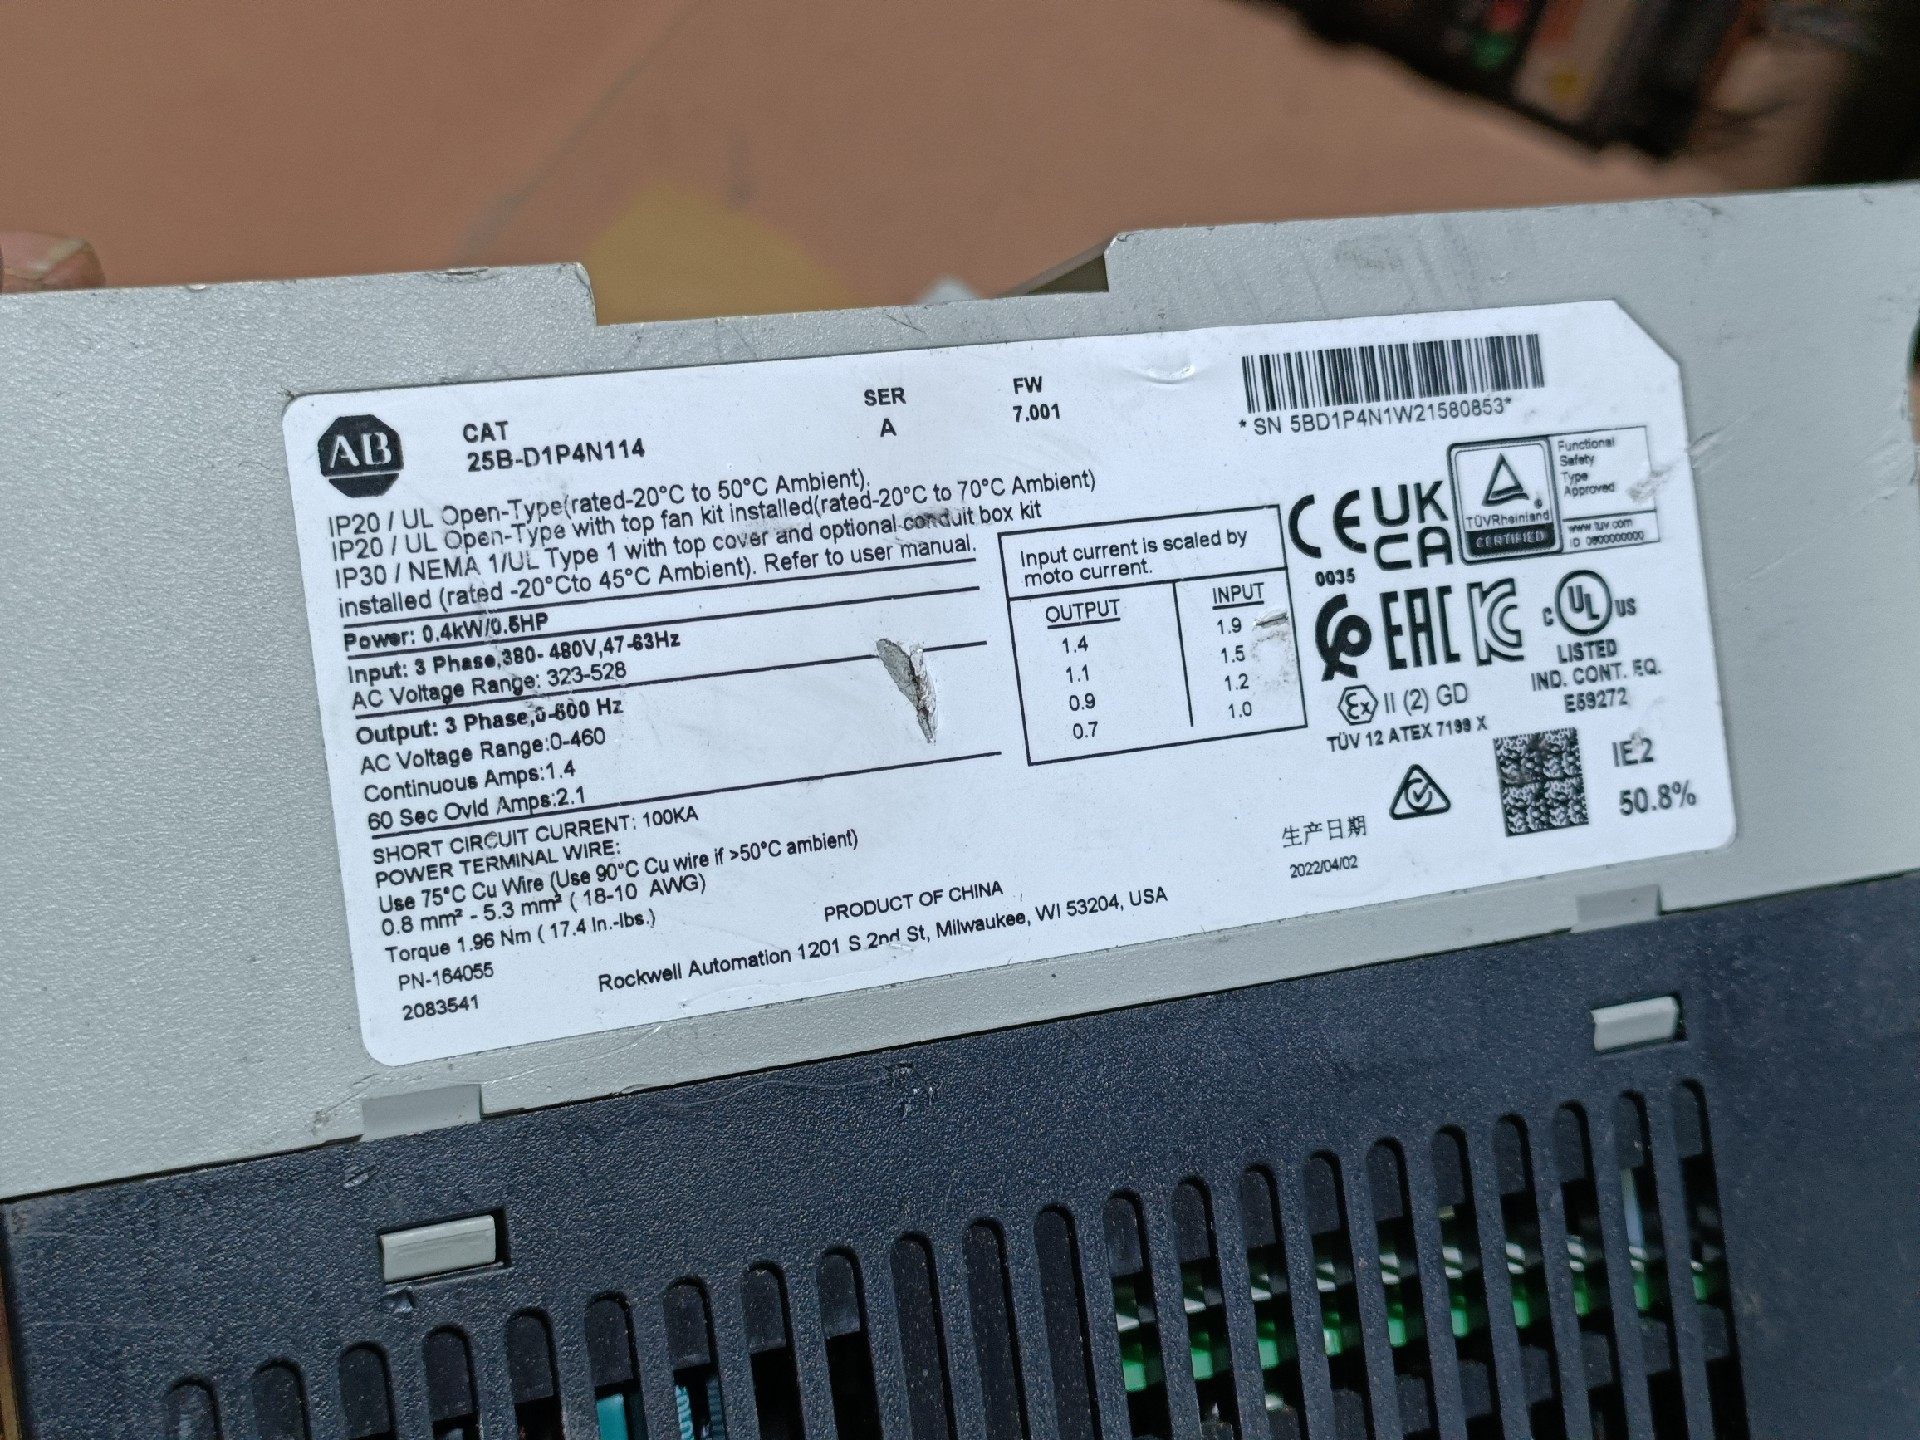 AB
CAT
25B-D1P4N114
SER
A
FW
7.001
* SN 5BD1P4N1W21580853*
IP20 / UL Open-Type(rated-20°C to 50°C Ambient).
IP20 / UL Open-Type with top fan kit installed(rated-20°C to 70°C Ambient)
IP30 / NEMA 1/UL Type 1 with top cover and optional conduit box kit
installed (rated -20°Cto 45°C Ambient). Refer to user manual.
Power: 0.4kW/0.5HP
Input: 3 Phase,380- 480V,47-63Hz
AC Voltage Range: 323-528
Output: 3 Phase,0-500 Hz
AC Voltage Range:0-460
Continuous Amps:1.4
60 Sec Ovld Amps:2.1
SHORT CIRCUIT CURRENT: 100KA
POWER TERMINAL WIRE:
Use 75°C Cu Wire (Use 90°C Cu wire if >50°C ambient)
0.8 mm² - 5.3 mm² ( 18-10 AWG)
Torque 1.96 Nm ( 17.4 In.-lbs.)
PN-164055
2083541
PRODUCT OF CHINA
Rockwell Automation 1201 S 2nd St, Milwaukee, WI 53204, USA
Input current is scaled by
moto current.
OUTPUT INPUT
1.4 1.9
1.1 1.5
0.9 1.2
0.7 1.0
CE
0035
UK
CA
TÜVRheinland
CERTIFIED
Functional
Safety
Type
Approved
www.tuv.com
ID 0600000000
EAC
KC
C UL US
LISTED
IND. CONT. EQ.
E59272
Ex II (2) GD
TÜV 12 ATEX 7199 X
IE2
50.8%
生产日期
2022/04/02